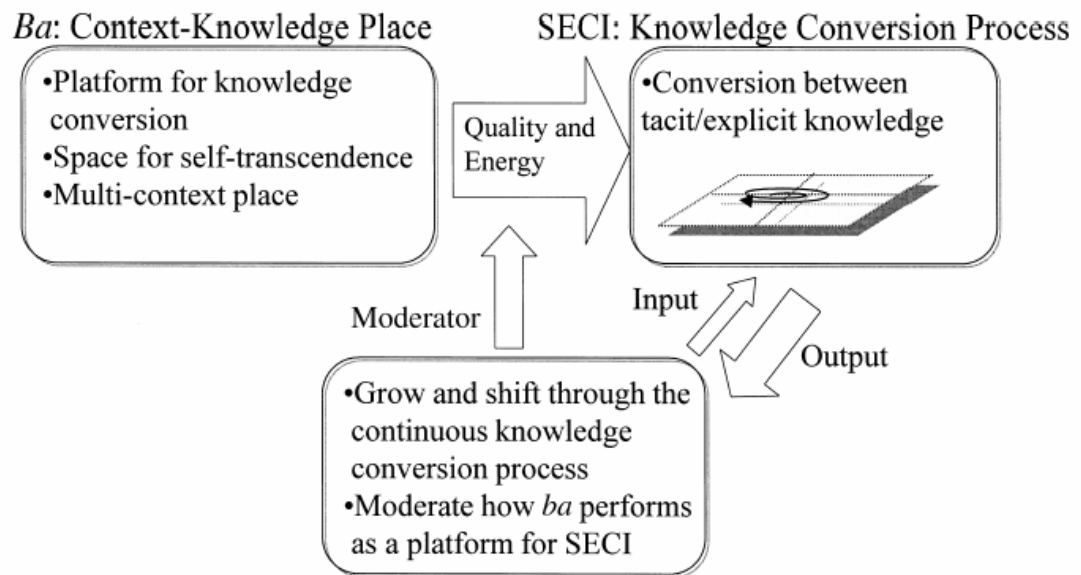 Ba: Context-Knowledge Place
•Platform for knowledge
conversion
•Space for self-transcendence
•Multi-context place
Quality and
Energy
SECI: Knowledge Conversion Process
•Conversion between
tacit/explicit knowledge
Moderator
Input
Output
•Grow and shift through the
continuous knowledge
conversion process
•Moderate how ba performs
as a platform for SECI